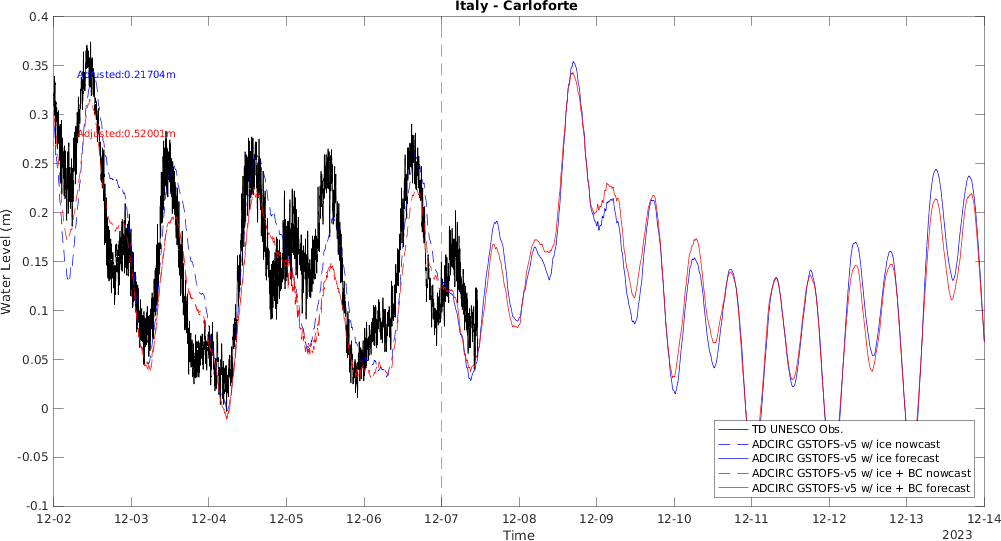 Italy - Carloforte
Water Level (m)
0.4
0.35
0.3
0.25
0.2
0.15
0.1
0.05
0
-0.05
-0.1
Adjusted:0.21704m
Adjusted:0.52001m
TD UNESCO Obs.
ADCIRC GSTOFS-v5 w/ ice nowcast
ADCIRC GSTOFS-v5 w/ ice forecast
ADCIRC GSTOFS-v5 w/ ice + BC nowcast
ADCIRC GSTOFS-v5 w/ ice + BC forecast
12-02 12-03 12-04 12-05 12-06 12-07 12-08 12-09 12-10 12-11 12-12 12-13 12-14
Time
2023